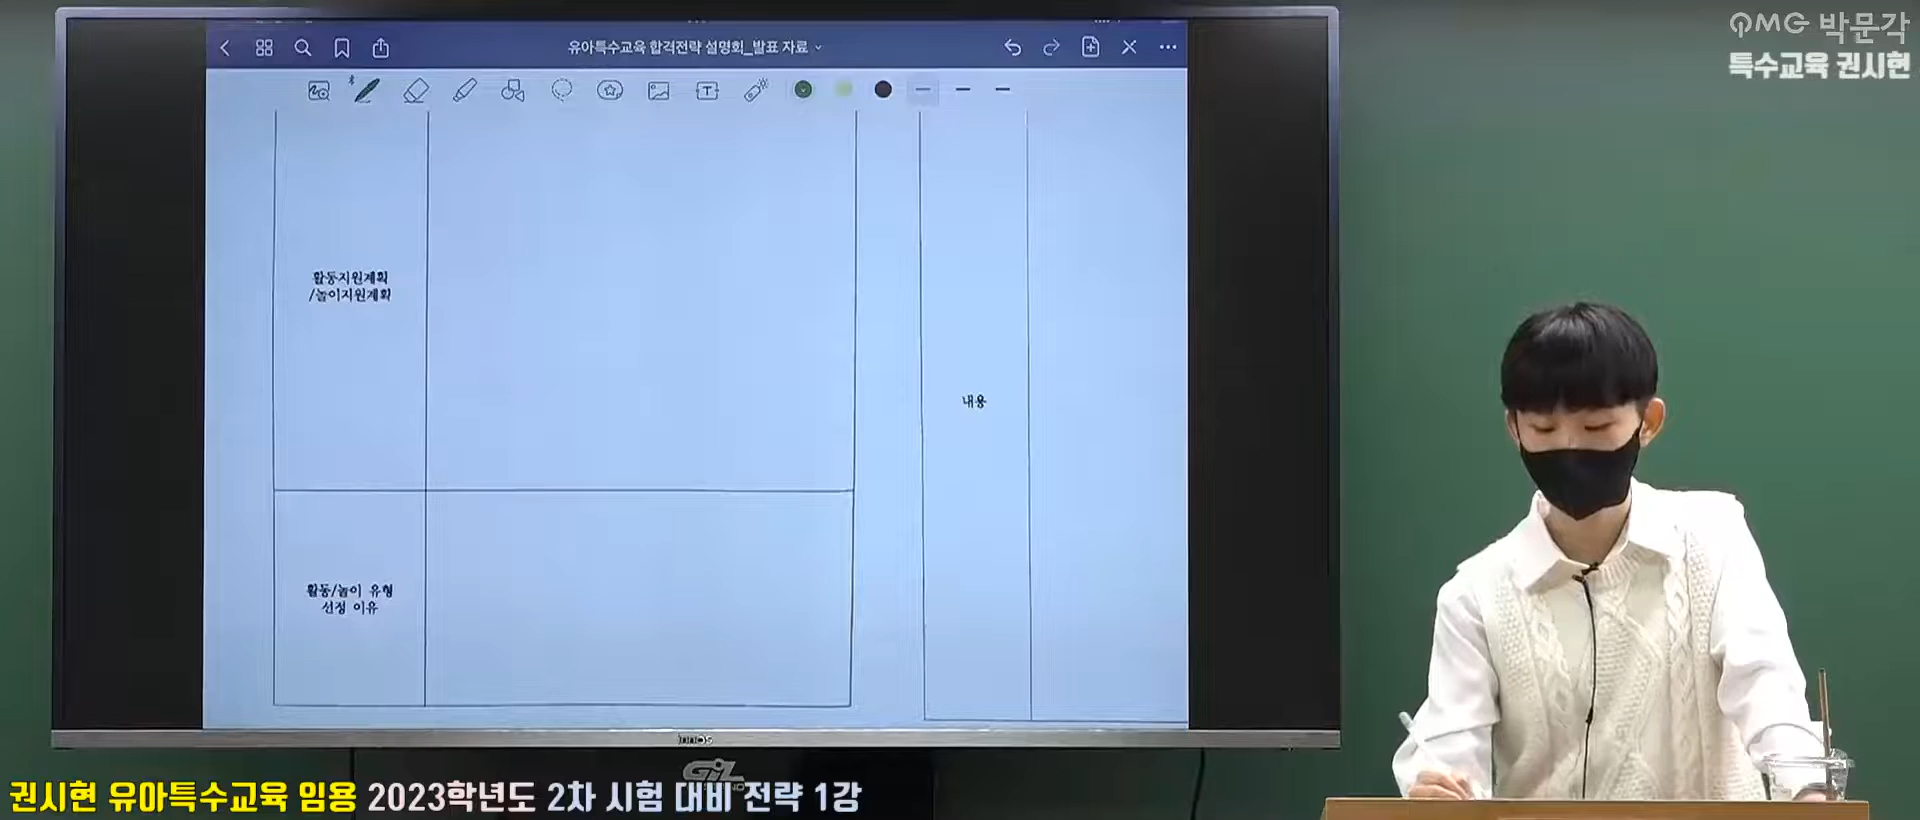 유아특수교육 합격전략 설명회_발표 자료
PMG 박문각
특수교육 권시현
활동지원계획
/놀이지원계획
내용
활동/놀이 유형
선정 이유
권시현 유아특수교육 임용 2023학년도 2차 시험 대비 전략 1강